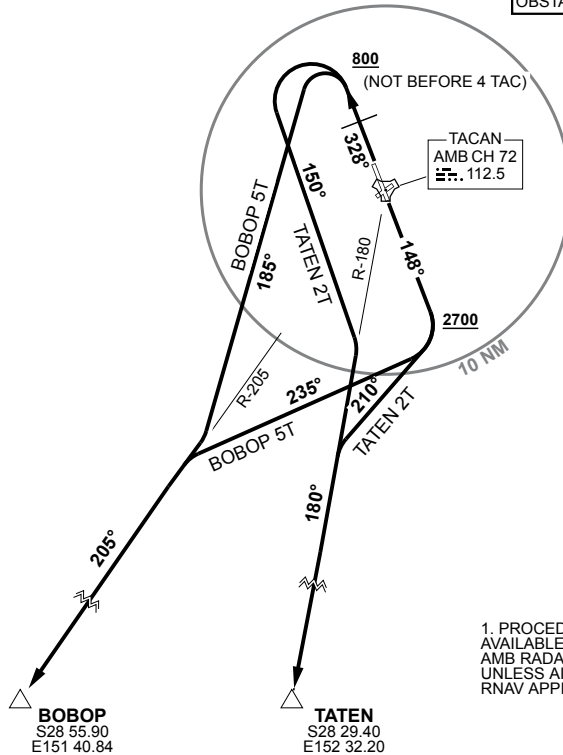 OBSTA
800
(NOT BEFORE 4 TAC)
TACAN
AMB CH 72
112.5
328°
150°
BOBOP 5T
185°
TATEN 2T
R-180
148°
2700
10 NM
R-205
235°
210°
BOBOP 5T
TATEN 2T
180°
205°
1. PROCED
AVAILABLE
AMB RADA
UNLESS A
RNAV APP
BOBOP
S28 55.90
E151 40.84
TATEN
S28 29.40
E152 32.20